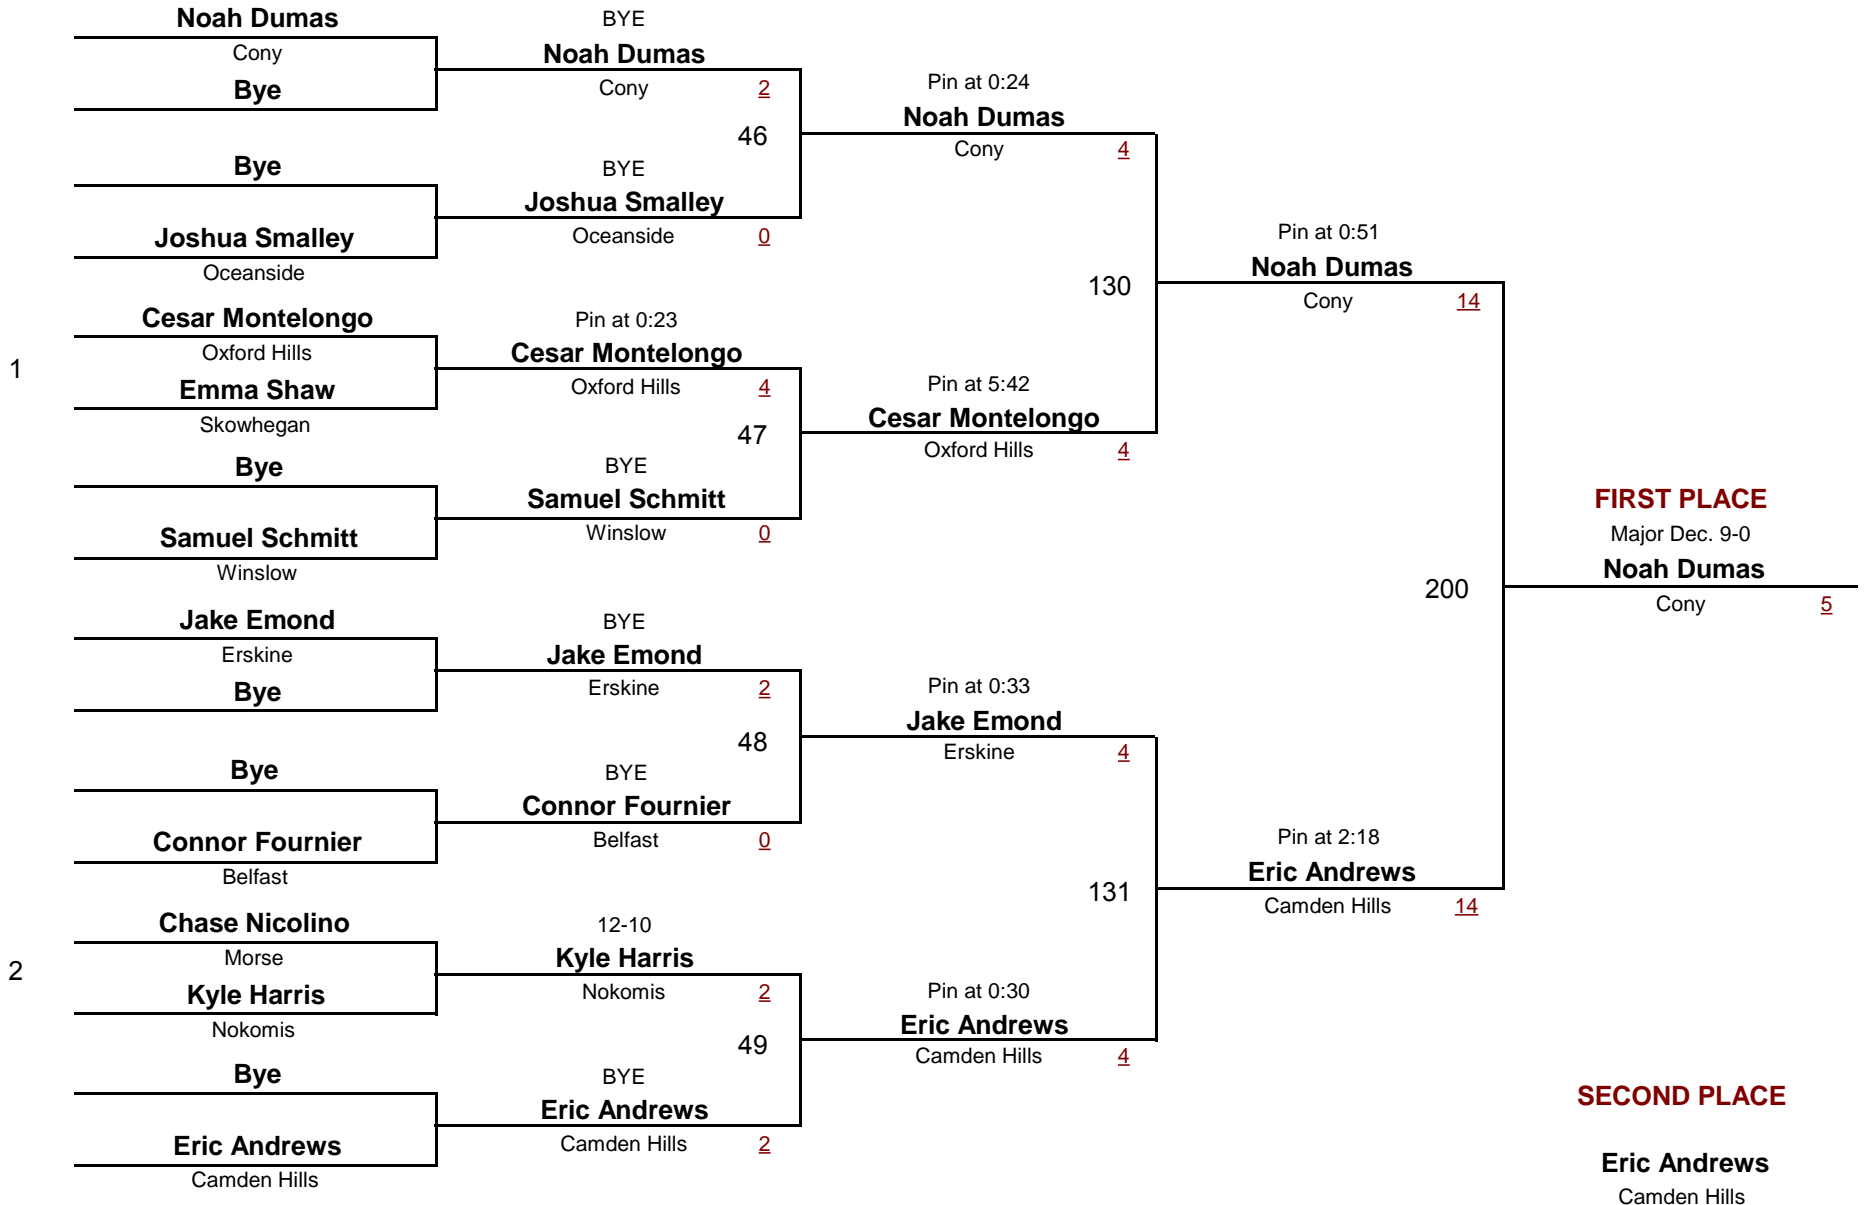 Noah Dumas
Cony
Bye
Bye
Joshua Smalley
Oceanside
1
Cesar Montelongo
Oxford Hills
Emma Shaw
Skowhegan
Bye
Samuel Schmitt
Winslow
Jake Emond
Erskine
Bye
Bye
Connor Fournier
Belfast
2
Chase Nicolino
Morse
Kyle Harris
Nokomis
Bye
Eric Andrews
Camden Hills
BYE
Noah Dumas
Cony 2
46
BYE
Joshua Smalley
Oceanside 0
Pin at 0:23
Cesar Montelongo
Oxford Hills 4
47
BYE
Samuel Schmitt
Winslow 0
BYE
Jake Emond
Erskine 2
48
BYE
Connor Fournier
Belfast 0
12-10
Kyle Harris
Nokomis 2
49
BYE
Eric Andrews
Camden Hills 2
Pin at 0:24
Noah Dumas
Cony 4
130
Pin at 5:42
Cesar Montelongo
Oxford Hills 4
Pin at 0:33
Jake Emond
Erskine 4
131
Pin at 0:30
Eric Andrews
Camden Hills 4
Pin at 0:51
Noah Dumas
Cony 14
200
Pin at 2:18
Eric Andrews
Camden Hills 14
FIRST PLACE
Major Dec. 9-0
Noah Dumas
Cony 5
SECOND PLACE
Eric Andrews
Camden Hills